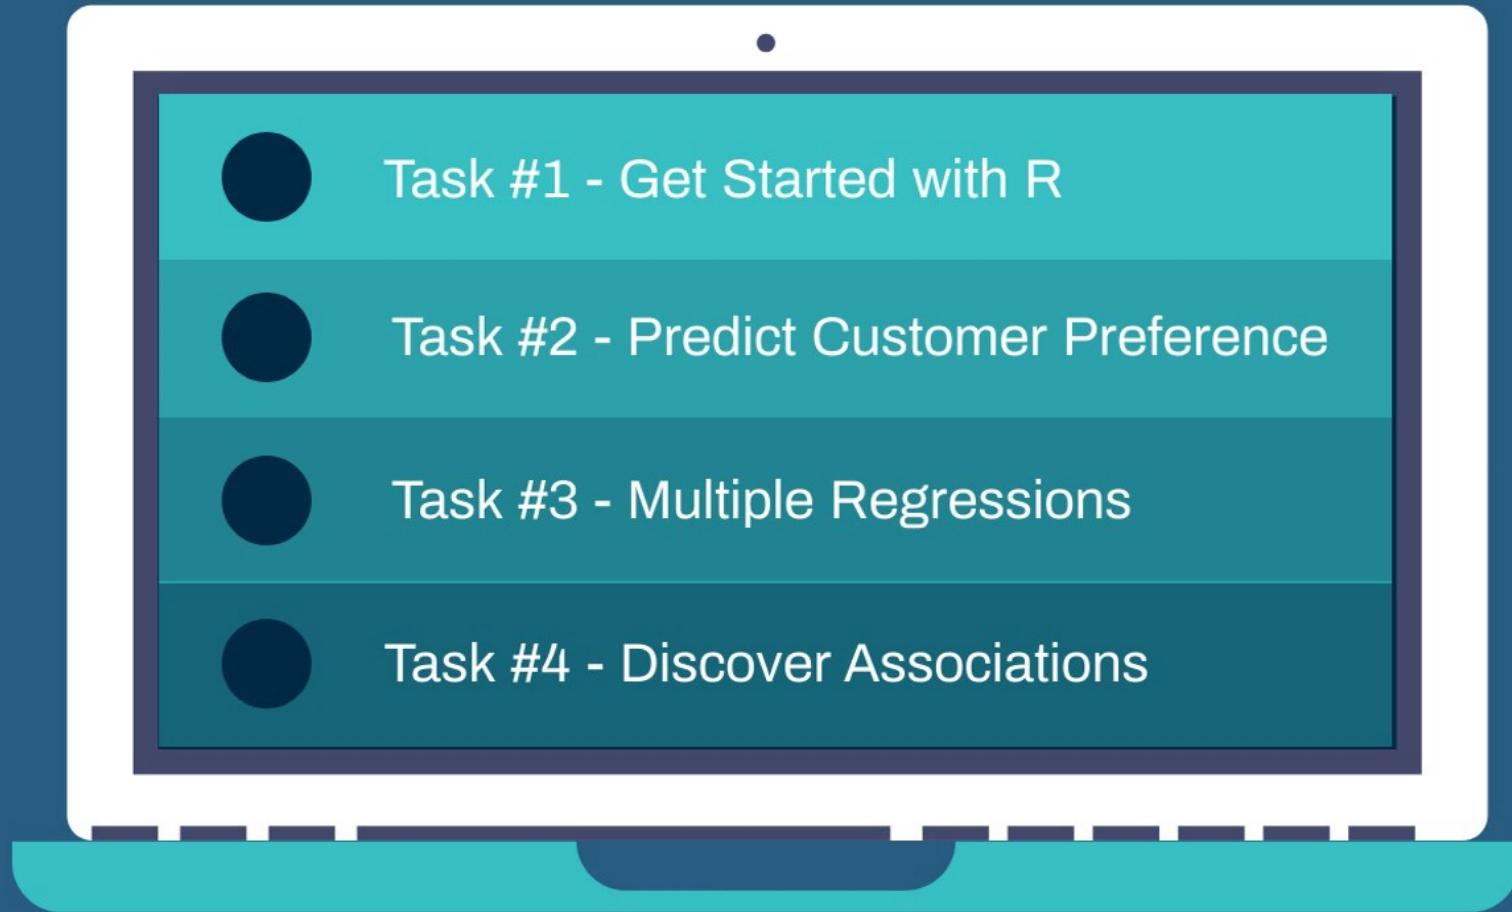 Task #1 - Get Started with R
Task #2 - Predict Customer Preference
Task #3 - Multiple Regressions
Task #4 - Discover Associations